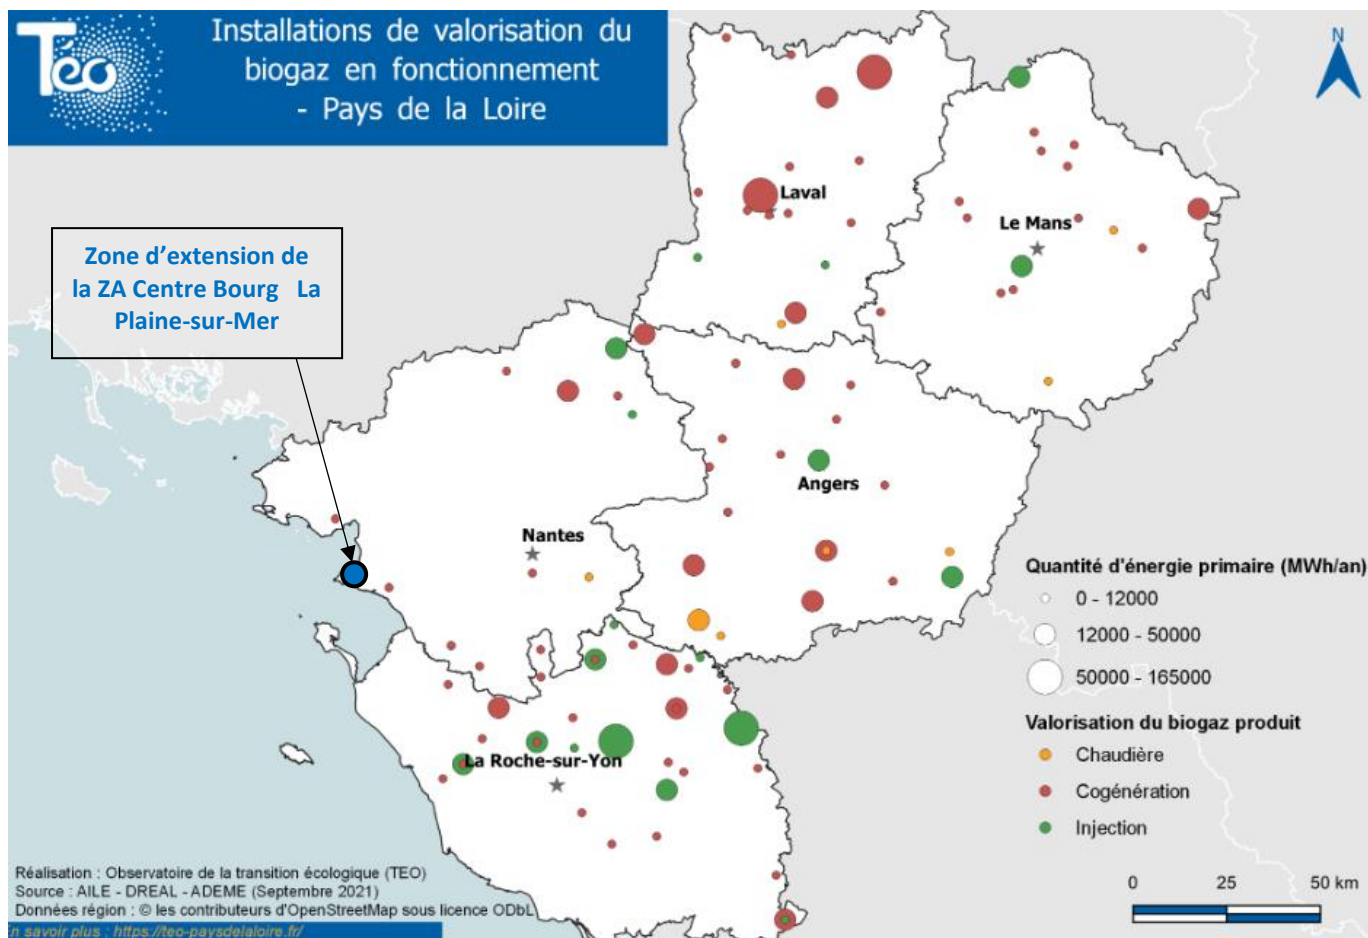 Téo
Installations de valorisation du
biogaz en fonctionnement
- Pays de la Loire
N
Zone d'extension de
la ZA Centre Bourg La
Plaine-sur-Mer
Laval
Le Mans
Angers
Nantes
La Roche-sur-Yon
Quantité d'énergie primaire (MWh/an)
0 - 12000
12000 - 50000
50000 - 165000
Valorisation du biogaz produit
Chaudière
Cogénération
Injection
0 25 50 km
Réalisation : Observatoire de la transition écologique (TEO)
Source : AILE - DREAL - ADEME (Septembre 2021)
Données région : © les contributeurs d'OpenStreetMap sous licence ODbL
En savoir plus : https://teo-paysdelaloire.fr/